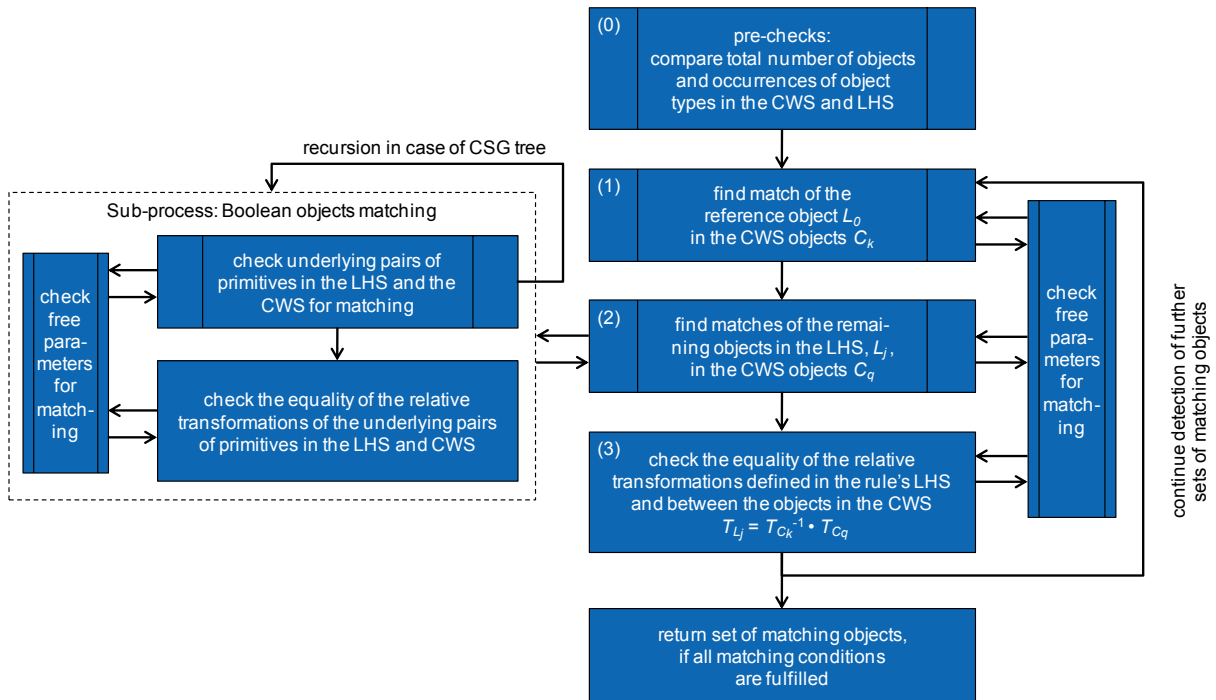 (0)
pre-checks:
compare total number of objects
and occurrences of object
types in the CWS and LHS
recursion in case of CSG tree
Sub-process: Boolean objects matching
check underlying pairs of
primitives in the LHS and the
CWS for matching
check
free
para-
meters
for
match-
ing
check the equality of the relative
transformations of the underlying pairs
of primitives in the LHS and CWS
(1)
find match of the
reference object L₀
in the CWS objects Cₖ
(2)
find matches of the remai-
ning objects in the LHS, Lⱼ,
in the CWS objects C_q
(3)
check the equality of the relative
transformations defined in the rule's LHS
and between the objects in the CWS
T_Lj = T_Ck⁻¹ • T_Cq
check
free
para-
meters
for
match-
ing
continue detection of further
sets of matching objects
return set of matching objects,
if all matching conditions
are fulfilled